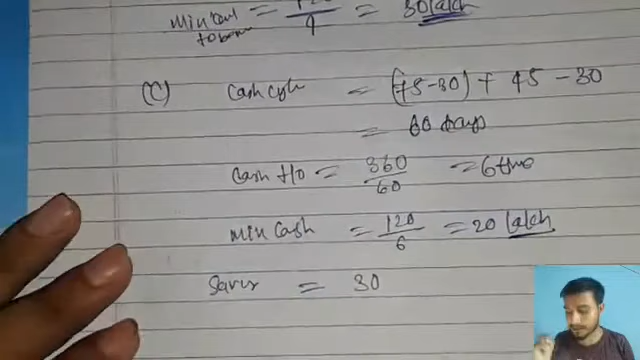 Min Cash = 120/4 = 30 lakh
(C) Cash cycle = (75-30) + 45 - 30
= 60 days
Cash T/O = 360/60 = 6 time
Min Cash = 120/6 = 20 lakh
= 30